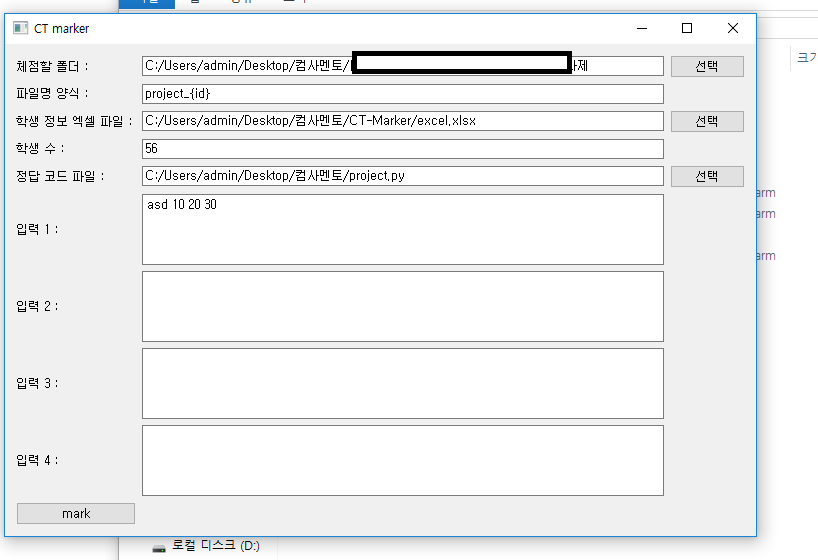 CT marker
체점할 폴더 : C:/Users/admin/Desktop/컴사멘토/ 선택
파일명 양식 : project_{id}
학생 정보 엑셀 파일 : C:/Users/admin/Desktop/컴사멘토/CT-Marker/excel.xlsx 선택
학생 수 : 56
정답 코드 파일 : C:/Users/admin/Desktop/컴사멘토/project.py 선택
입력 1 : asd 10 20 30
입력 2 :
입력 3 :
입력 4 :
mark
로컬 디스크 (D:)
크기
arm
arm
arm